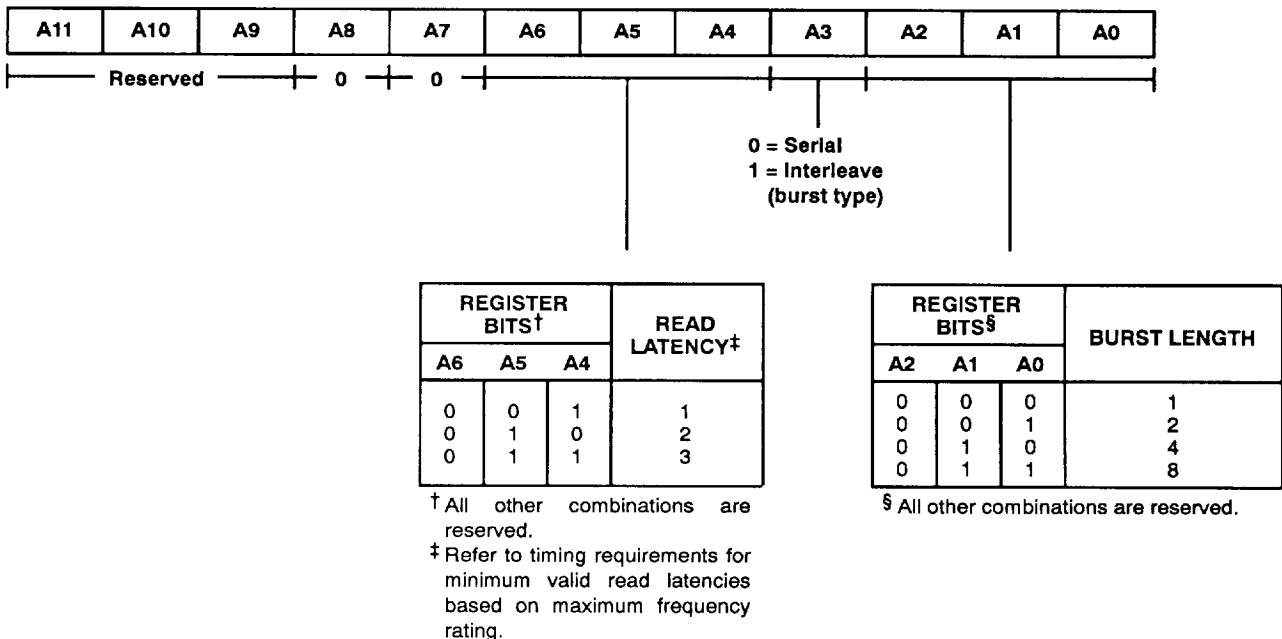 A11 A10 A9 A8 A7 A6 A5 A4 A3 A2 A1 A0
Reserved 0 0
0 = Serial
1 = Interleave
(burst type)
REGISTER
BITS†
READ
LATENCY‡
A6 A5 A4
0 0 1 1
0 1 0 2
0 1 1 3
† All other combinations are
reserved.
‡ Refer to timing requirements for
minimum valid read latencies
based on maximum frequency
rating.
REGISTER
BITS§
BURST LENGTH
A2 A1 A0
0 0 0 1
0 0 1 2
0 1 0 4
0 1 1 8
§ All other combinations are reserved.